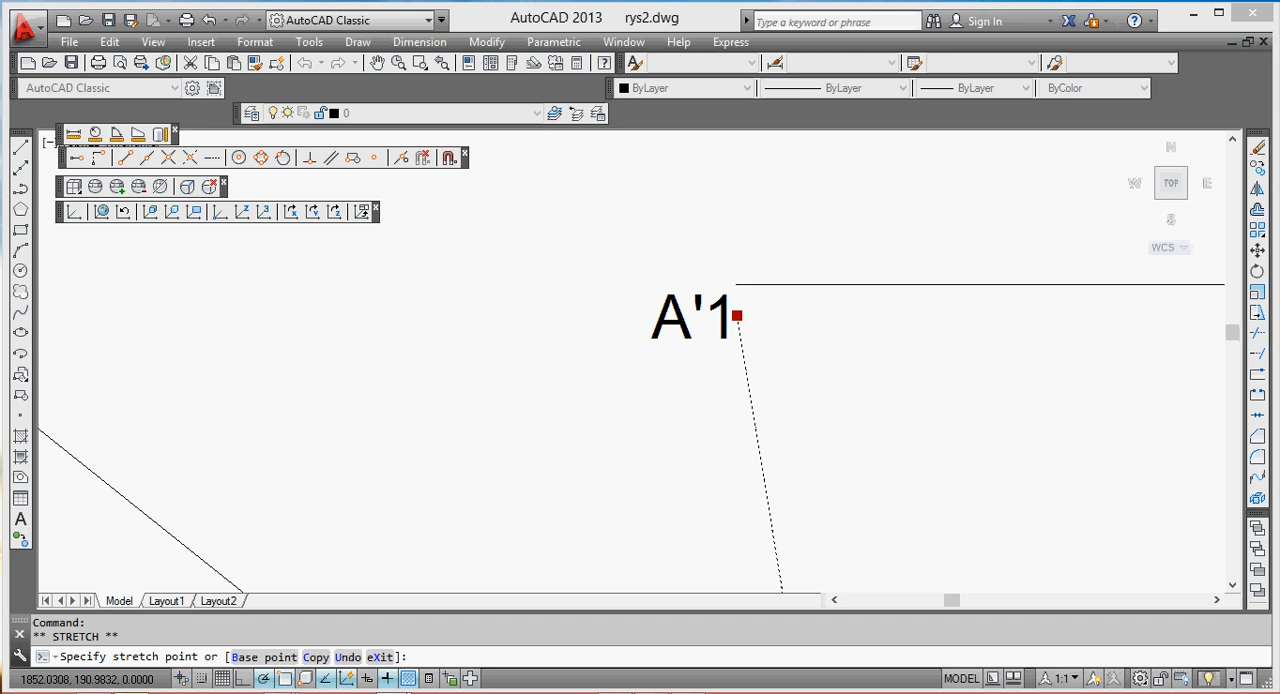 AutoCAD Classic
AutoCAD 2013 rys2.dwg
Type a keyword or phrase
Sign In
File Edit View Insert Format Tools Draw Dimension Modify Parametric Window Help Express
AutoCAD Classic
ByLayer
ByLayer
ByLayer
ByColor
0
[−]
N
W
TOP
E
S
WCS
A'1
Model Layout1 Layout2
Command:
** STRETCH **
Specify stretch point or [Base point Copy Undo eXit]:
1852.0308, 190.9832, 0.0000
MODEL
1:1